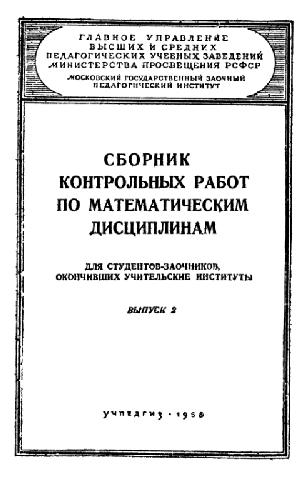 ГЛАВНОЕ УПРАВЛЕНИЕ
ВЫСШИХ И СРЕДНИХ
ПЕДАГОГИЧЕСКИХ УЧЕБНЫХ ЗАВЕДЕНИЙ
МИНИСТЕРСТВА ПРОСВЕЩЕНИЯ РСФСР
МОСКОВСКИЙ ГОСУДАРСТВЕННЫЙ ЗАОЧНЫЙ
ПЕДАГОГИЧЕСКИЙ ИНСТИТУТ
СБОРНИК
КОНТРОЛЬНЫХ РАБОТ
ПО МАТЕМАТИЧЕСКИМ
ДИСЦИПЛИНАМ
ДЛЯ СТУДЕНТОВ-ЗАОЧНИКОВ,
ОКОНЧИВШИХ УЧИТЕЛЬСКИЕ ИНСТИТУТЫ
ВЫПУСК 2
УЧПЕДГИЗ •